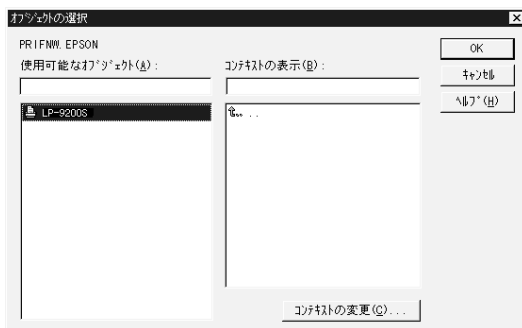 ｵﾌﾞｼﾞｪｸﾄの選択
PRIFNW. EPSON
使用可能なｵﾌﾞｼﾞｪｸﾄ(A):
ｺﾝﾃｷｽﾄの表示(B):
LP-9200S
..
OK
ｷｬﾝｾﾙ
ﾍﾙﾌﾟ(H)
ｺﾝﾃｷｽﾄの変更(C)...